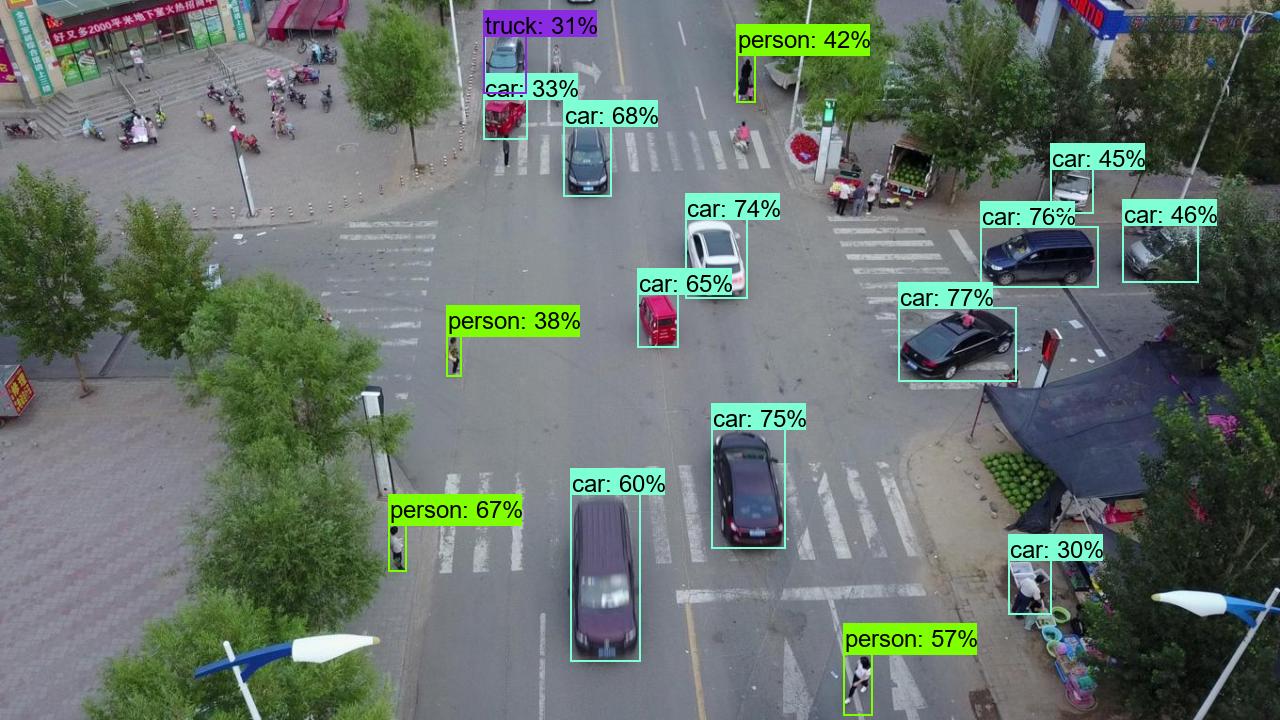 好又多2000平米地下室火热招商中
truck: 31%
person: 42%
car: 33%
car: 68%
car: 45%
car: 74%
car: 76%
car: 46%
car: 65%
car: 77%
person: 38%
car: 75%
car: 60%
person: 67%
car: 30%
person: 57%